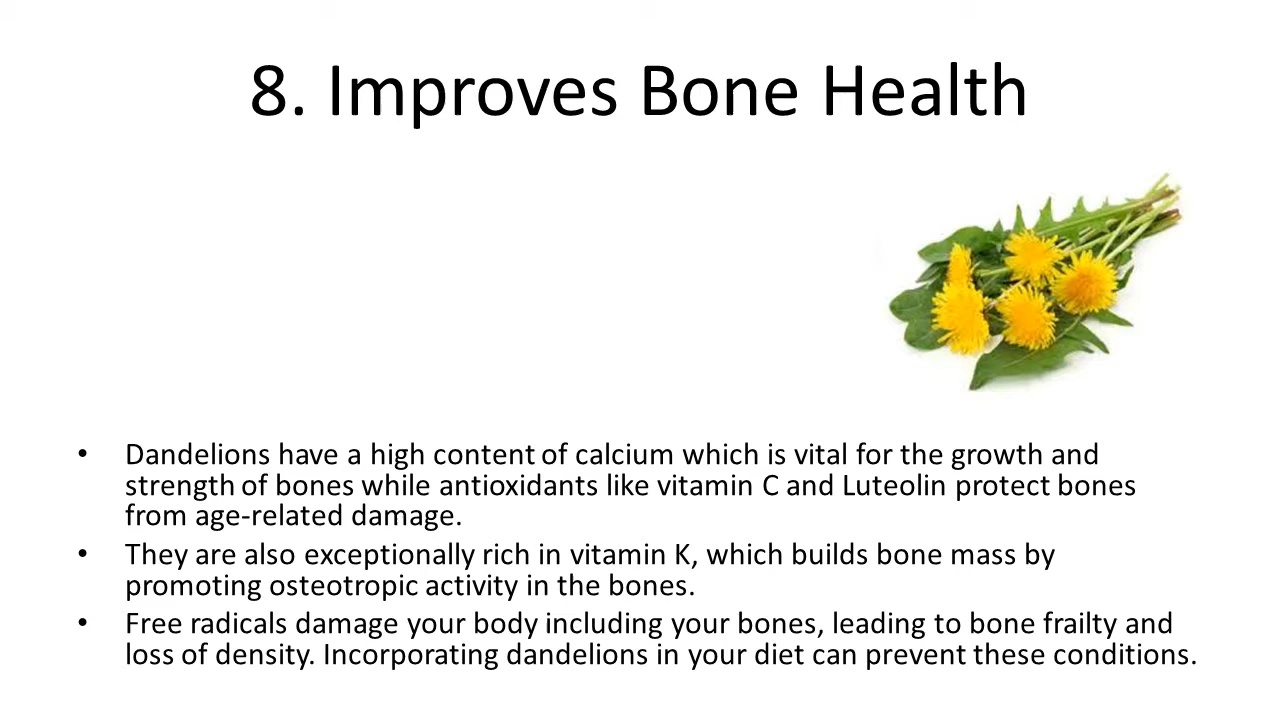 8. Improves Bone Health
• Dandelions have a high content of calcium which is vital for the growth and
strength of bones while antioxidants like vitamin C and Luteolin protect bones
from age-related damage.
• They are also exceptionally rich in vitamin K, which builds bone mass by
promoting osteotropic activity in the bones.
• Free radicals damage your body including your bones, leading to bone frailty and
loss of density. Incorporating dandelions in your diet can prevent these conditions.